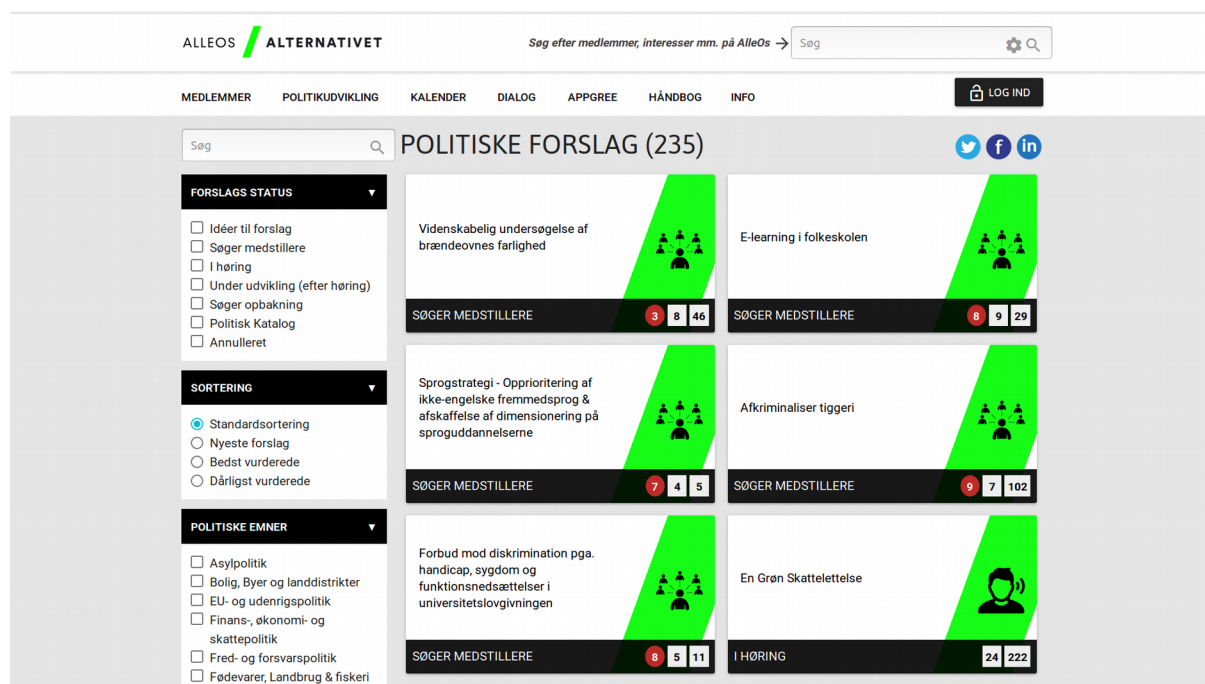 ALLEOS ALTERNATIVET
Søg efter medlemmer, interesser mm. på AlleOs → Søg
MEDLEMMER POLITIKUDVIKLING KALENDER DIALOG APPGREE HÅNDBOG INFO
LOG IND
Søg
POLITISKE FORSLAG (235)
FORSLAGS STATUS ▼
Idéer til forslag
Søger medstillere
I høring
Under udvikling (efter høring)
Søger opbakning
Politisk Katalog
Annulleret
SORTERING ▼
Standardsortering
Nyeste forslag
Bedst vurderede
Dårligst vurderede
POLITISKE EMNER ▼
Asylpolitik
Bolig, Byer og landdistrikter
EU- og udenrigspolitik
Finans-, økonomi- og
skattepolitik
Fred- og forsvarspolitik
Fødevarer, Landbrug & fiskeri
Videnskabelig undersøgelse af
brændeovnes farlighed
SØGER MEDSTILLERE 3 8 46
E-learning i folkeskolen
SØGER MEDSTILLERE 8 9 29
Sprogstrategi - Opprioritering af
ikke-engelske fremmedsprog &
afskaffelse af dimensionering på
sproguddannelserne
SØGER MEDSTILLERE 7 4 5
Afkriminaliser tiggeri
SØGER MEDSTILLERE 9 7 102
Forbud mod diskrimination pga.
handicap, sygdom og
funktionsnedsættelser i
universitetslovgivningen
SØGER MEDSTILLERE 8 5 11
En Grøn Skattelettelse
I HØRING 24 222